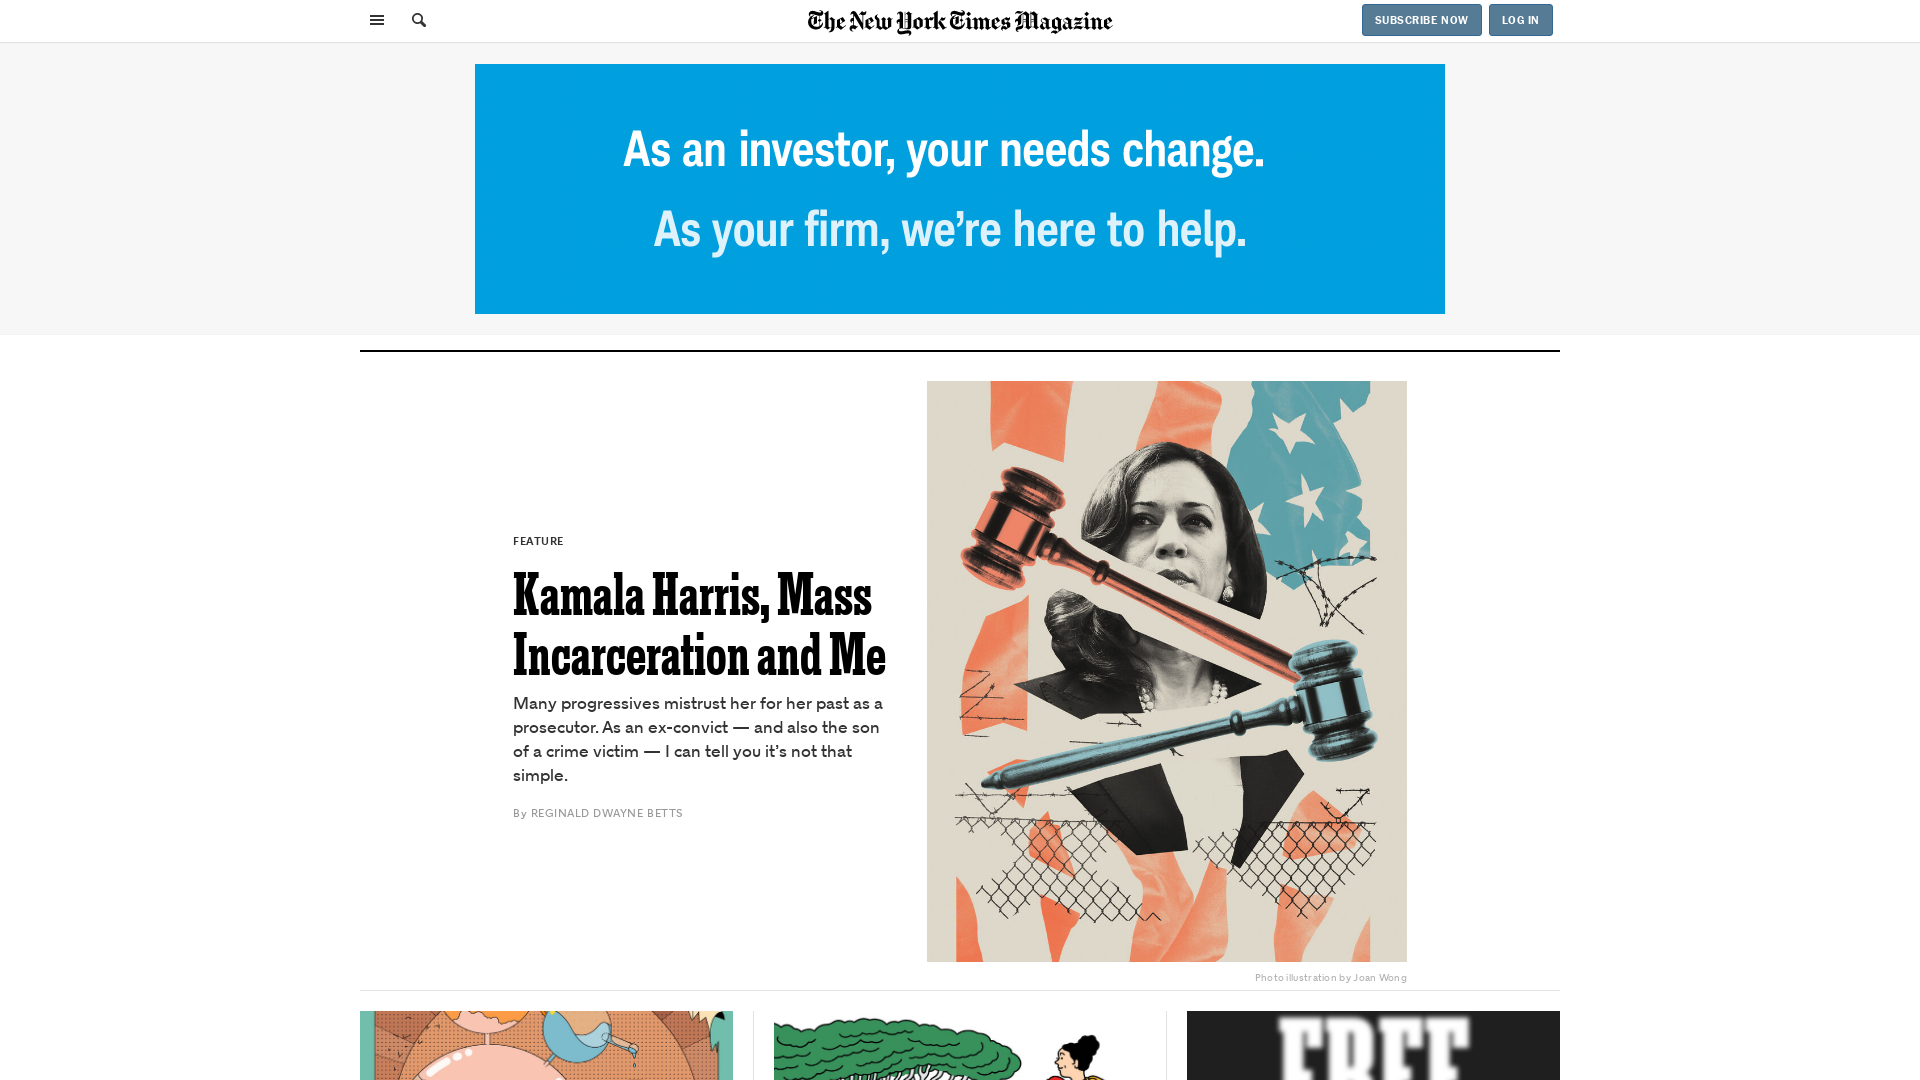 The New York Times Magazine
SUBSCRIBE NOW
LOG IN
As an investor, your needs change.
As your firm, we’re here to help.
FEATURE
Kamala Harris, Mass
Incarceration and Me
Many progressives mistrust her for her past as a
prosecutor. As an ex-convict — and also the son
of a crime victim — I can tell you it’s not that
simple.
By REGINALD DWAYNE BETTS
Photo illustration by Joan Wong
FREE